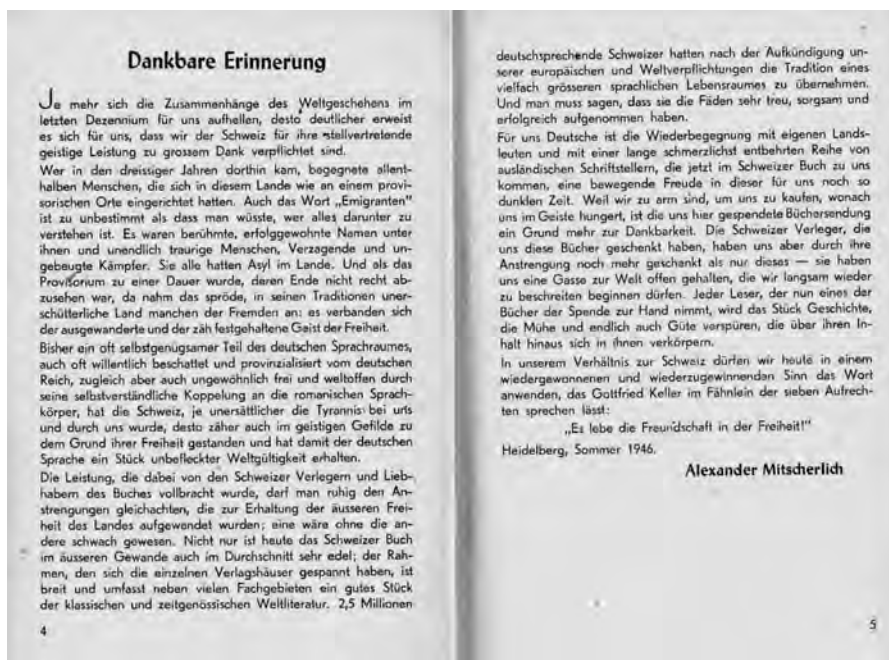 Dankbare Erinnerung
Je mehr sich die Zusammenhänge des Weltgeschehens im
letzten Dezennium für uns aufhellen, desto deutlicher erweist
es sich für uns, dass wir der Schweiz für ihre stellvertretende
geistige Leistung zu grossem Dank verpflichtet sind.
Wer in den dreissiger Jahren dorthin kam, begegnete allent-
halben Menschen, die sich in diesem Lande wie an einem provi-
sorischen Orte eingerichtet hatten. Auch das Wort „Emigranten"
ist zu unbestimmt als dass man wüsste, wer alles darunter zu
verstehen ist. Es waren berühmte, erfolggewohnte Namen unter
ihnen und unendlich traurige Menschen, Verzagende und un-
gebeugte Kämpfer. Sie alle hatten Asyl im Lande. Und als das
Provisorium zu einer Dauer wurde, deren Ende nicht recht ab-
zusehen war, da nahm das spröde, in seinen Traditionen uner-
schütterliche Land manchen der Fremden an: es verbanden sich
der ausgewanderte und der zäh festgehaltene Geist der Freiheit.
Bisher ein oft selbstgenügsamer Teil des deutschen Sprachraumes,
auch oft willentlich beschattet und provinzialisiert vom deutschen
Reich, zugleich aber auch ungewöhnlich frei und weltoffen durch
seine selbstverständliche Koppelung an die romanischen Sprach-
körper, hat die Schweiz, je unersättlicher die Tyrannis bei uns
und durch uns wurde, desto zäher auch im geistigen Gefilde zu
dem Grund ihrer Freiheit gestanden und hat damit der deutschen
Sprache ein Stück unbefleckter Weltgültigkeit erhalten.
Die Leistung, die dabei von den Schweizer Verlegern und Lieb-
habern des Buches vollbracht wurde, darf man ruhig den An-
strengungen gleichachten, die zur Erhaltung der äusseren Frei-
heit des Landes aufgewendet wurden; eine wäre ohne die an-
dere schwach gewesen. Nicht nur ist heute das Schweizer Buch
im äusseren Gewande auch im Durchschnitt sehr edel; der Rah-
men, den sich die einzelnen Verlagshäuser gespannt haben, ist
breit und umfasst neben vielen Fachgebieten ein gutes Stück
der klassischen und zeitgenössischen Weltliteratur. 2,5 Millionen
4
deutschsprechende Schweizer hatten nach der Aufkündigung un-
serer europäischen und Weltverpflichtungen die Tradition eines
vielfach grösseren sprachlichen Lebensraumes zu übernehmen.
Und man muss sagen, dass sie die Fäden sehr treu, sorgsam und
erfolgreich aufgenommen haben.
Für uns Deutsche ist die Wiederbegegnung mit eigenen Lands-
leuten und mit einer lange schmerzlichst entbehrten Reihe von
ausländischen Schriftstellern, die jetzt im Schweizer Buch zu uns
kommen, eine bewegende Freude in dieser für uns noch so
dunklen Zeit. Weil wir zu arm sind, um uns zu kaufen, wonach
uns im Geiste hungert, ist die uns hier gespendete Büchersendung
ein Grund mehr zur Dankbarkeit. Die Schweizer Verleger, die
uns diese Bücher geschenkt haben, haben uns aber durch ihre
Anstrengung noch mehr geschenkt als nur dieses — sie haben
uns eine Gasse zur Welt offen gehalten, die wir langsam wieder
zu beschreiten beginnen dürfen. Jeder Leser, der nun eines der
Bücher der Spende zur Hand nimmt, wird das Stück Geschichte,
die Mühe und endlich auch Güte verspüren, die über ihren In-
halt hinaus sich in ihnen verkörpern.
In unserem Verhältnis zur Schweiz dürfen wir heute in einem
wiedergewonnenen und wiederzugewinnenden Sinn das Wort
anwenden, das Gottfried Keller im Fähnlein der sieben Aufrech-
ten sprechen lässt:
„Es lebe die Freundschaft in der Freiheit!"
Heidelberg, Sommer 1946.
Alexander Mitscherlich
5